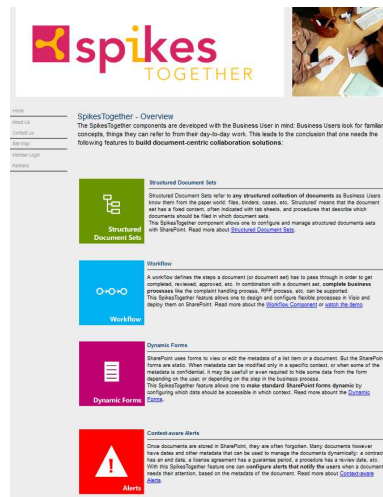 spikes
TOGETHER
Home
About Us
Contact Us
Site Map
Member Login
Partners
SpikesTogether - Overview
The SpikesTogether components are developed with the Business User in mind: Business Users look for familiar
concepts, things they can refer to from their day-to-day work. This leads to the conclusion that one needs the
following features to build document-centric collaboration solutions:
Structured
Document Sets
Structured Document Sets
Structured Document Sets refer to any structured collection of documents as Business Users
know them from the paper world: files, binders, cases, etc. 'Structured' means that the document
set has a fixed content, often indicated with tab sheets, and procedures that describe which
documents should be filed in which document sets.
This SpikesTogether component allows one to configure and manage structured documents sets
with SharePoint. Read more about Structured Document Sets.
Workflow
Workflow
A workflow defines the steps a document (or document set) has to pass through in order to get
completed, reviewed, approved, etc. In combination with a document set, complete business
processes like the complaint handling process, RFP process, etc. can be supported.
This SpikesTogether feature allows one to design and configure flexible processes in Visio and
deploy them on SharePoint. Read more about the Workflow Component or watch the demo.
Dynamic Forms
Dynamic Forms
SharePoint uses forms to view or edit the metadata of a list item or a document. But the SharePoint
forms are static. When metadata can be modified only in a specific context, or when some of the
metadata is confidential, it may be useful or even required to hide some data from the form
depending on the user, or depending on the step in the business process.
This SpikesTogether feature allows one to make standard SharePoint forms dynamic by
configuring which data should be accessible in which context. Read more about the Dynamic
Forms.
Alerts
Context-aware Alerts
Once documents are stored in SharePoint, they are often forgotten. Many documents however
have dates and other metadata that can be used to manage the documents dynamically: a contract
has an end date, a license agreement has a guarantee period, a procedure has a review date, etc.
With this SpikesTogether feature one can configure alerts that notify the users when a document
needs their attention, based on the metadata of the document. Read more about Context-aware
Alerts.